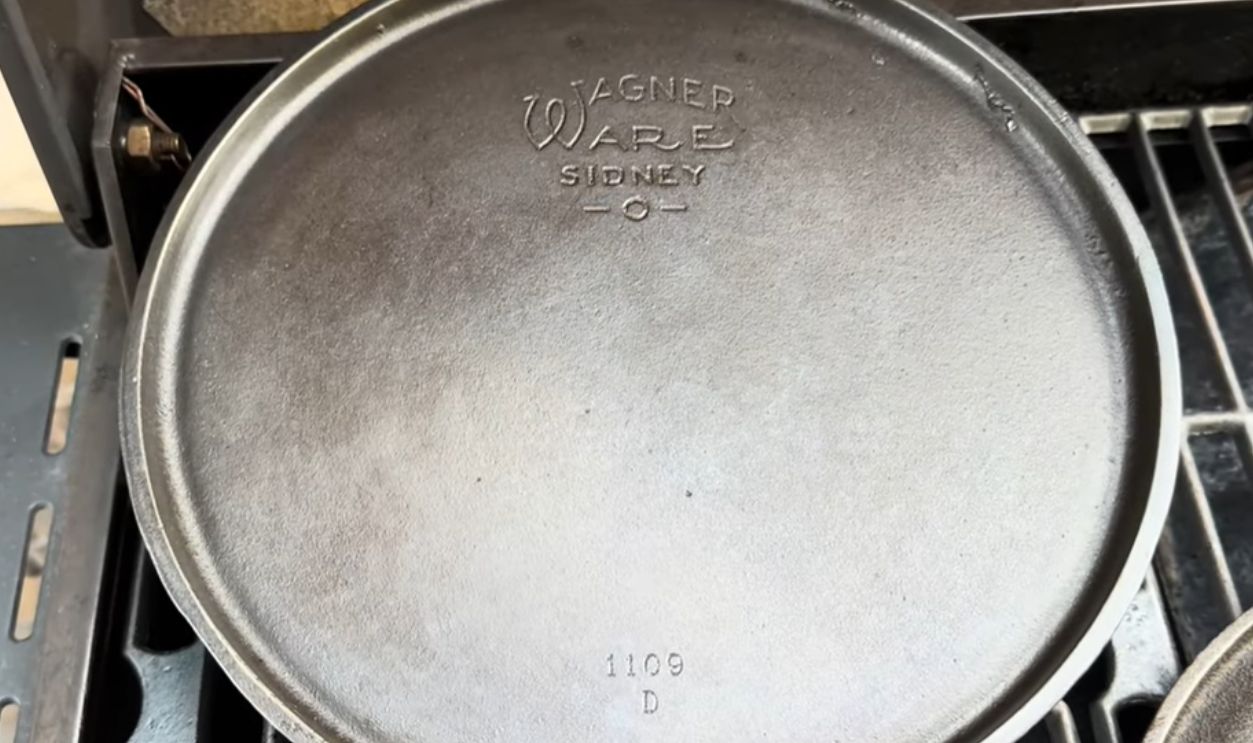 WAGNER
WARE
SIDNEY
-O-
1109
D